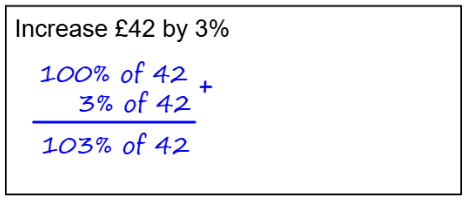 Increase £42 by 3%
100% of 42 +
3% of 42
103% of 42